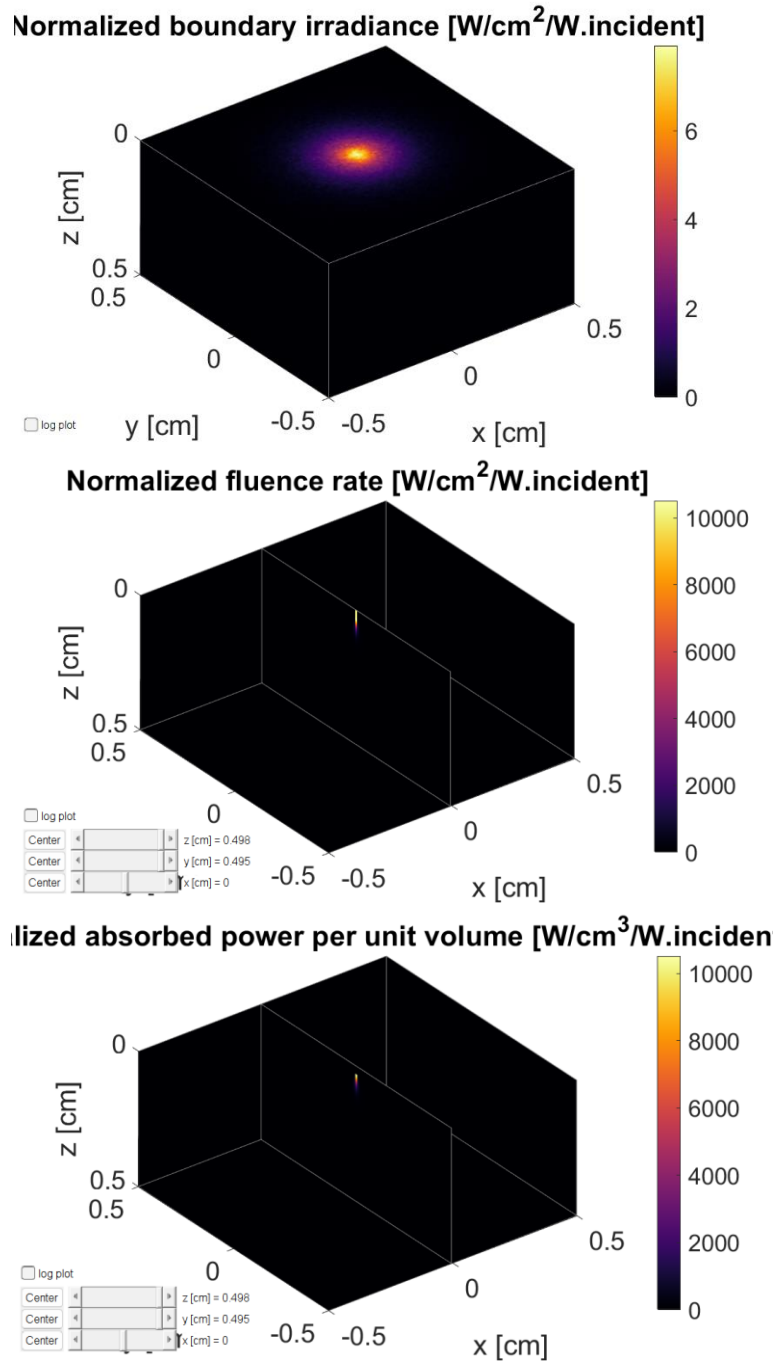 Normalized boundary irradiance [W/cm²/W.incident]
6
4
2
0
0
0.5
z [cm]
0.5
0
-0.5
y [cm]
-0.5
0
0.5
x [cm]
log plot
Normalized fluence rate [W/cm²/W.incident]
10000
8000
6000
4000
2000
0
0
0.5
z [cm]
0.5
0
-0.5
-0.5
0
0.5
x [cm]
log plot
Center z [cm] = 0.498
Center y [cm] = 0.495
Center x [cm] = 0
lized absorbed power per unit volume [W/cm³/W.inciden
10000
8000
6000
4000
2000
0
0
0.5
z [cm]
0.5
0
-0.5
-0.5
0
0.5
x [cm]
log plot
Center z [cm] = 0.498
Center y [cm] = 0.495
Center x [cm] = 0